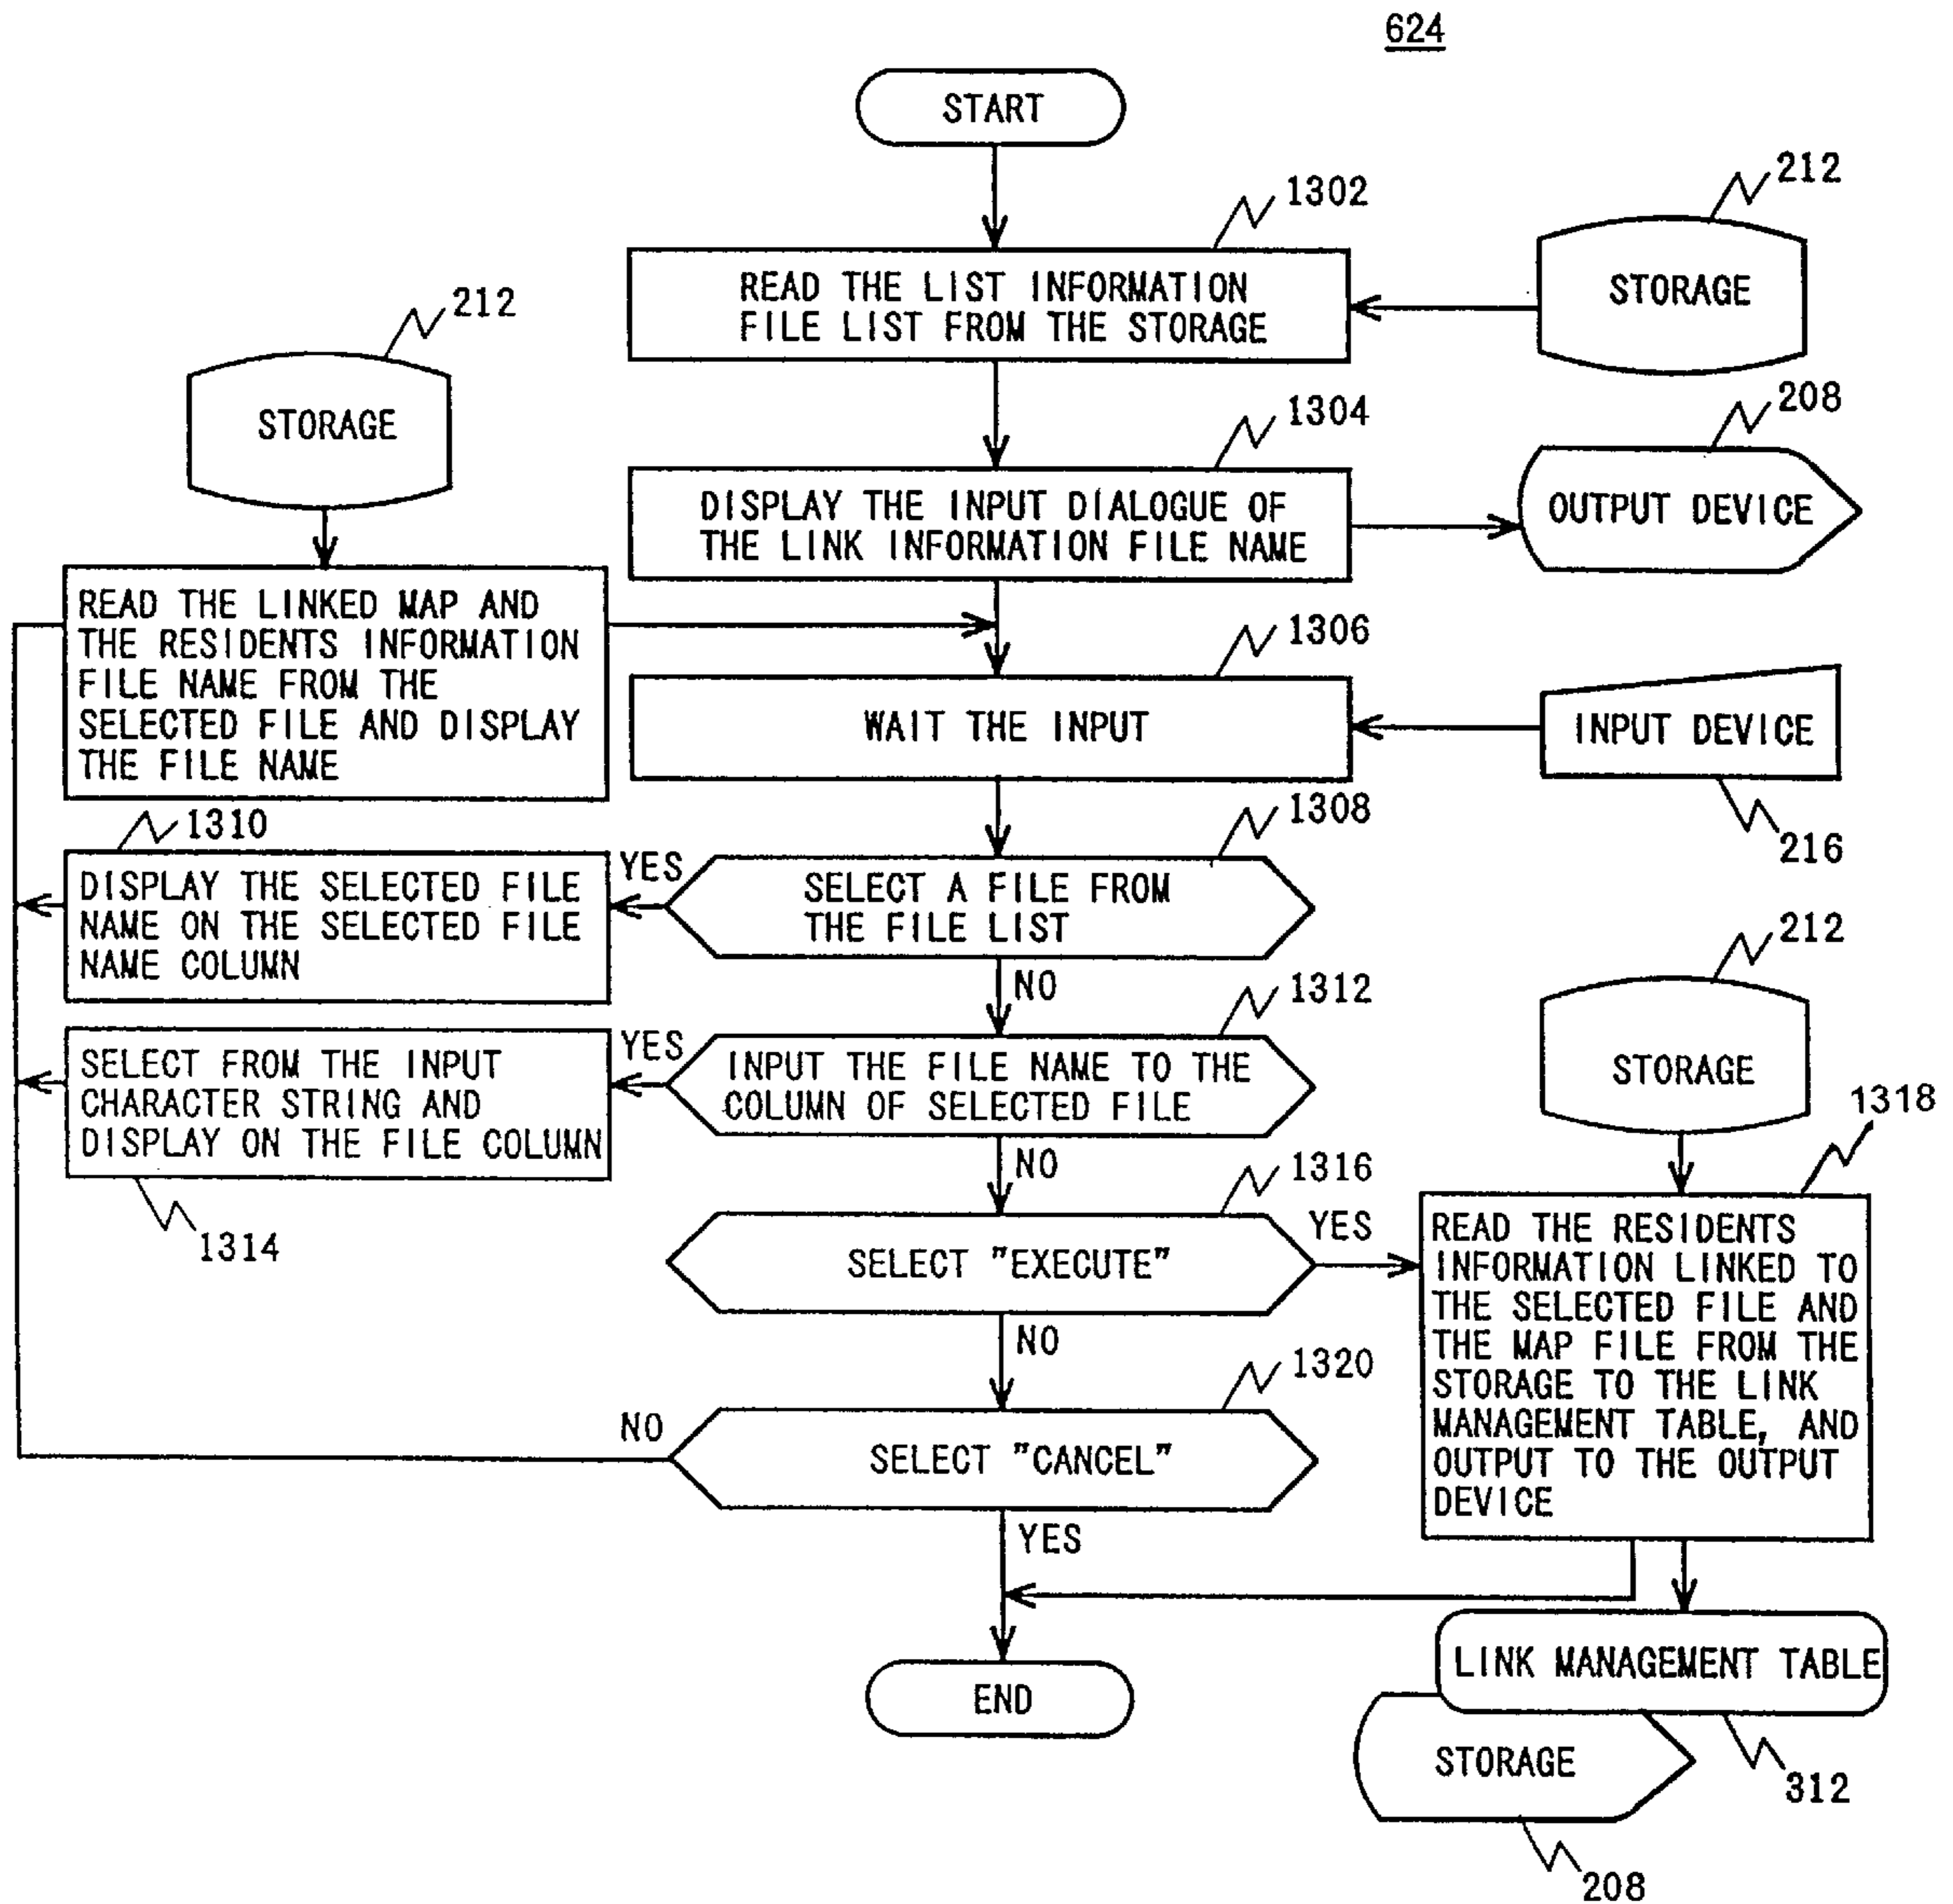 624
START
1302
212
READ THE LIST INFORMATION
FILE LIST FROM THE STORAGE
STORAGE
212
STORAGE
1304
208
DISPLAY THE INPUT DIALOGUE OF
THE LINK INFORMATION FILE NAME
OUTPUT DEVICE
READ THE LINKED MAP AND
THE RESIDENTS INFORMATION
FILE NAME FROM THE
SELECTED FILE AND DISPLAY
THE FILE NAME
1306
WAIT THE INPUT
INPUT DEVICE
216
1308
1310
YES
SELECT A FILE FROM
THE FILE LIST
DISPLAY THE SELECTED FILE
NAME ON THE SELECTED FILE
NAME COLUMN
NO
1312
212
STORAGE
YES
INPUT THE FILE NAME TO THE
COLUMN OF SELECTED FILE
SELECT FROM THE INPUT
CHARACTER STRING AND
DISPLAY ON THE FILE COLUMN
1314
NO
1316
1318
SELECT "EXECUTE"
YES
READ THE RESIDENTS
INFORMATION LINKED TO
THE SELECTED FILE AND
THE MAP FILE FROM THE
STORAGE TO THE LINK
MANAGEMENT TABLE, AND
OUTPUT TO THE OUTPUT
DEVICE
NO
1320
NO
SELECT "CANCEL"
YES
END
LINK MANAGEMENT TABLE
STORAGE
312
208